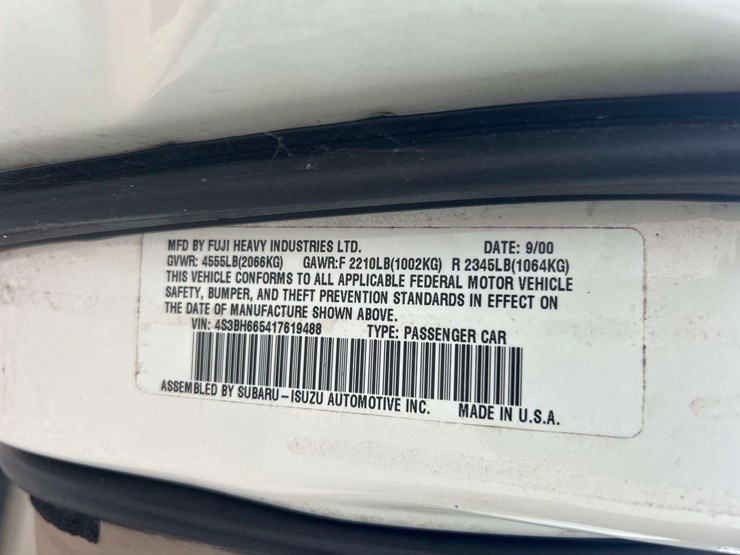 MFD BY FUJI HEAVY INDUSTRIES LTD. DATE: 9/00
GVWR: 4555LB(2066KG) GAWR:F 2210LB(1002KG) R 2345LB(1064KG)
THIS VEHICLE CONFORMS TO ALL APPLICABLE FEDERAL MOTOR VEHICLE
SAFETY, BUMPER, AND THEFT PREVENTION STANDARDS IN EFFECT ON
THE DATE OF MANUFACTURE SHOWN ABOVE.
VIN: 4S3BH665417619488 TYPE: PASSENGER CAR
ASSEMBLED BY SUBARU-ISUZU AUTOMOTIVE INC. MADE IN U.S.A.